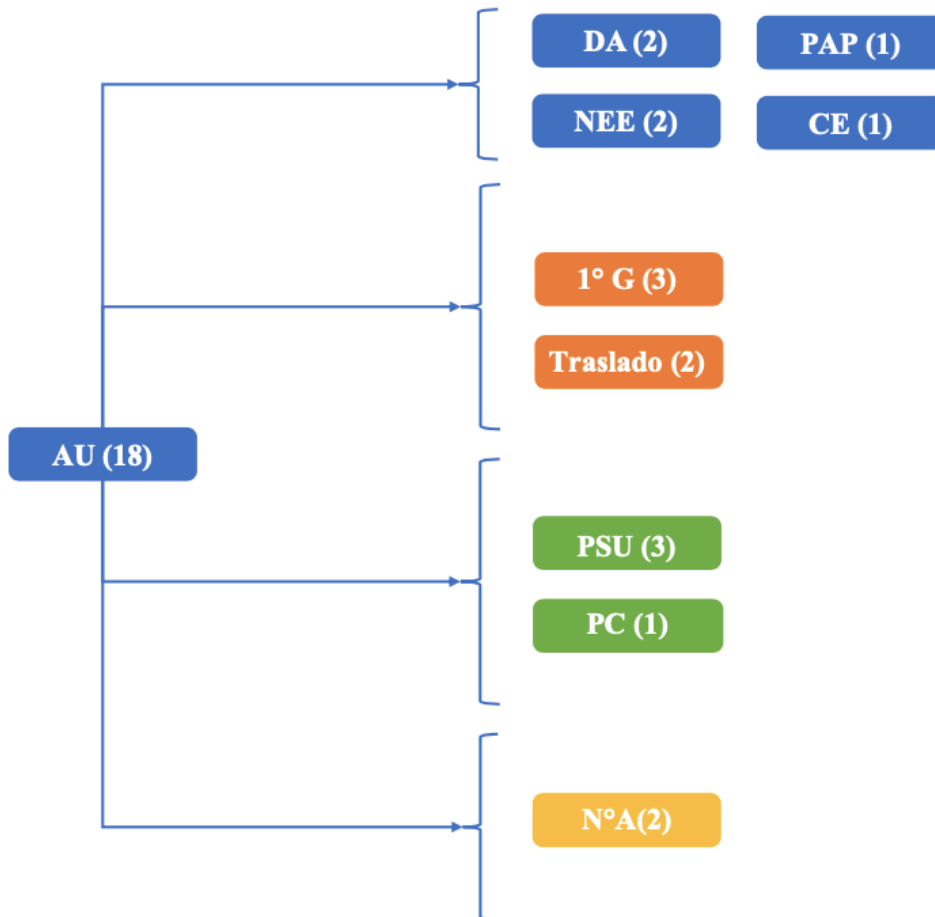 DA (2)
PAP (1)
NEE (2)
CE (1)
1° G (3)
Traslado (2)
AU (18)
PSU (3)
PC (1)
N°A(2)